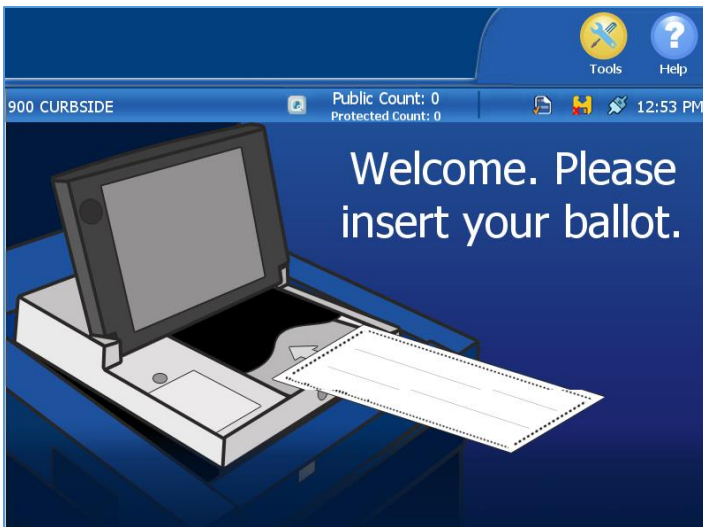 Tools Help
900 CURBSIDE Public Count: 0 12:53 PM
Protected Count: 0
Welcome. Please
insert your ballot.